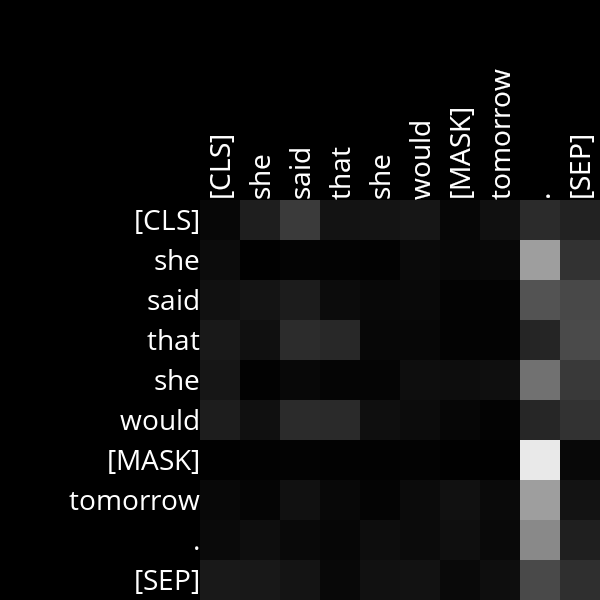 [CLS] she said that she would [MASK] tomorrow . [SEP]
[CLS]
she
said
that
she
would
[MASK]
tomorrow
.
[SEP]